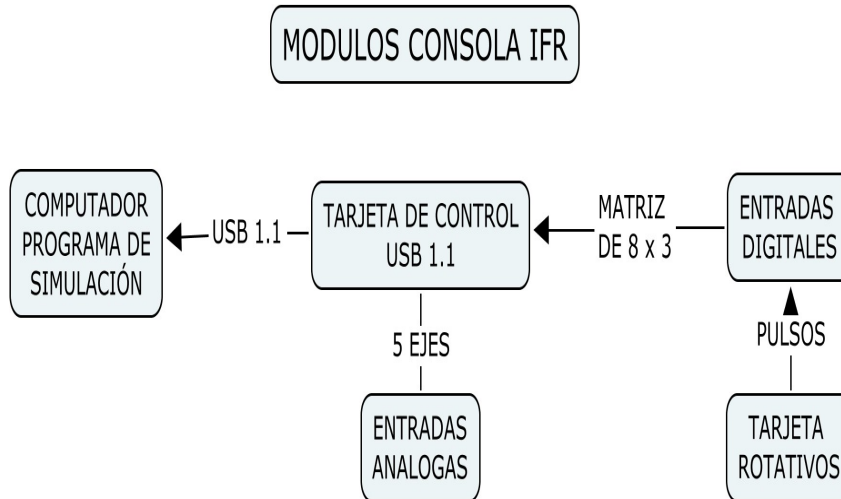 MODULOS CONSOLA IFR
COMPUTADOR
PROGRAMA DE
SIMULACIÓN
USB 1.1
TARJETA DE CONTROL
USB 1.1
MATRIZ
DE 8 x 3
ENTRADAS
DIGITALES
5 EJES
PULSOS
ENTRADAS
ANALOGAS
TARJETA
ROTATIVOS